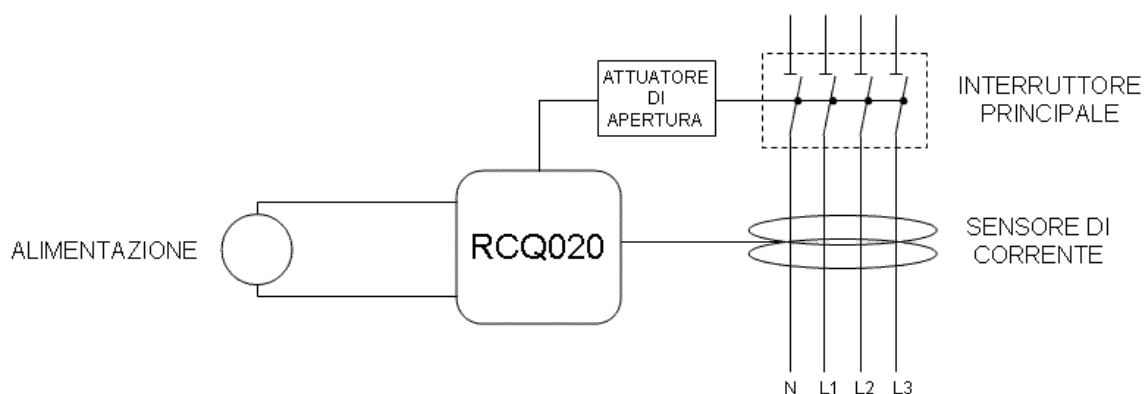 ATTUATORE
DI
APERTURA
INTERRUTTORE
PRINCIPALE
ALIMENTAZIONE
RCQ020
SENSORE DI
CORRENTE
N L1 L2 L3